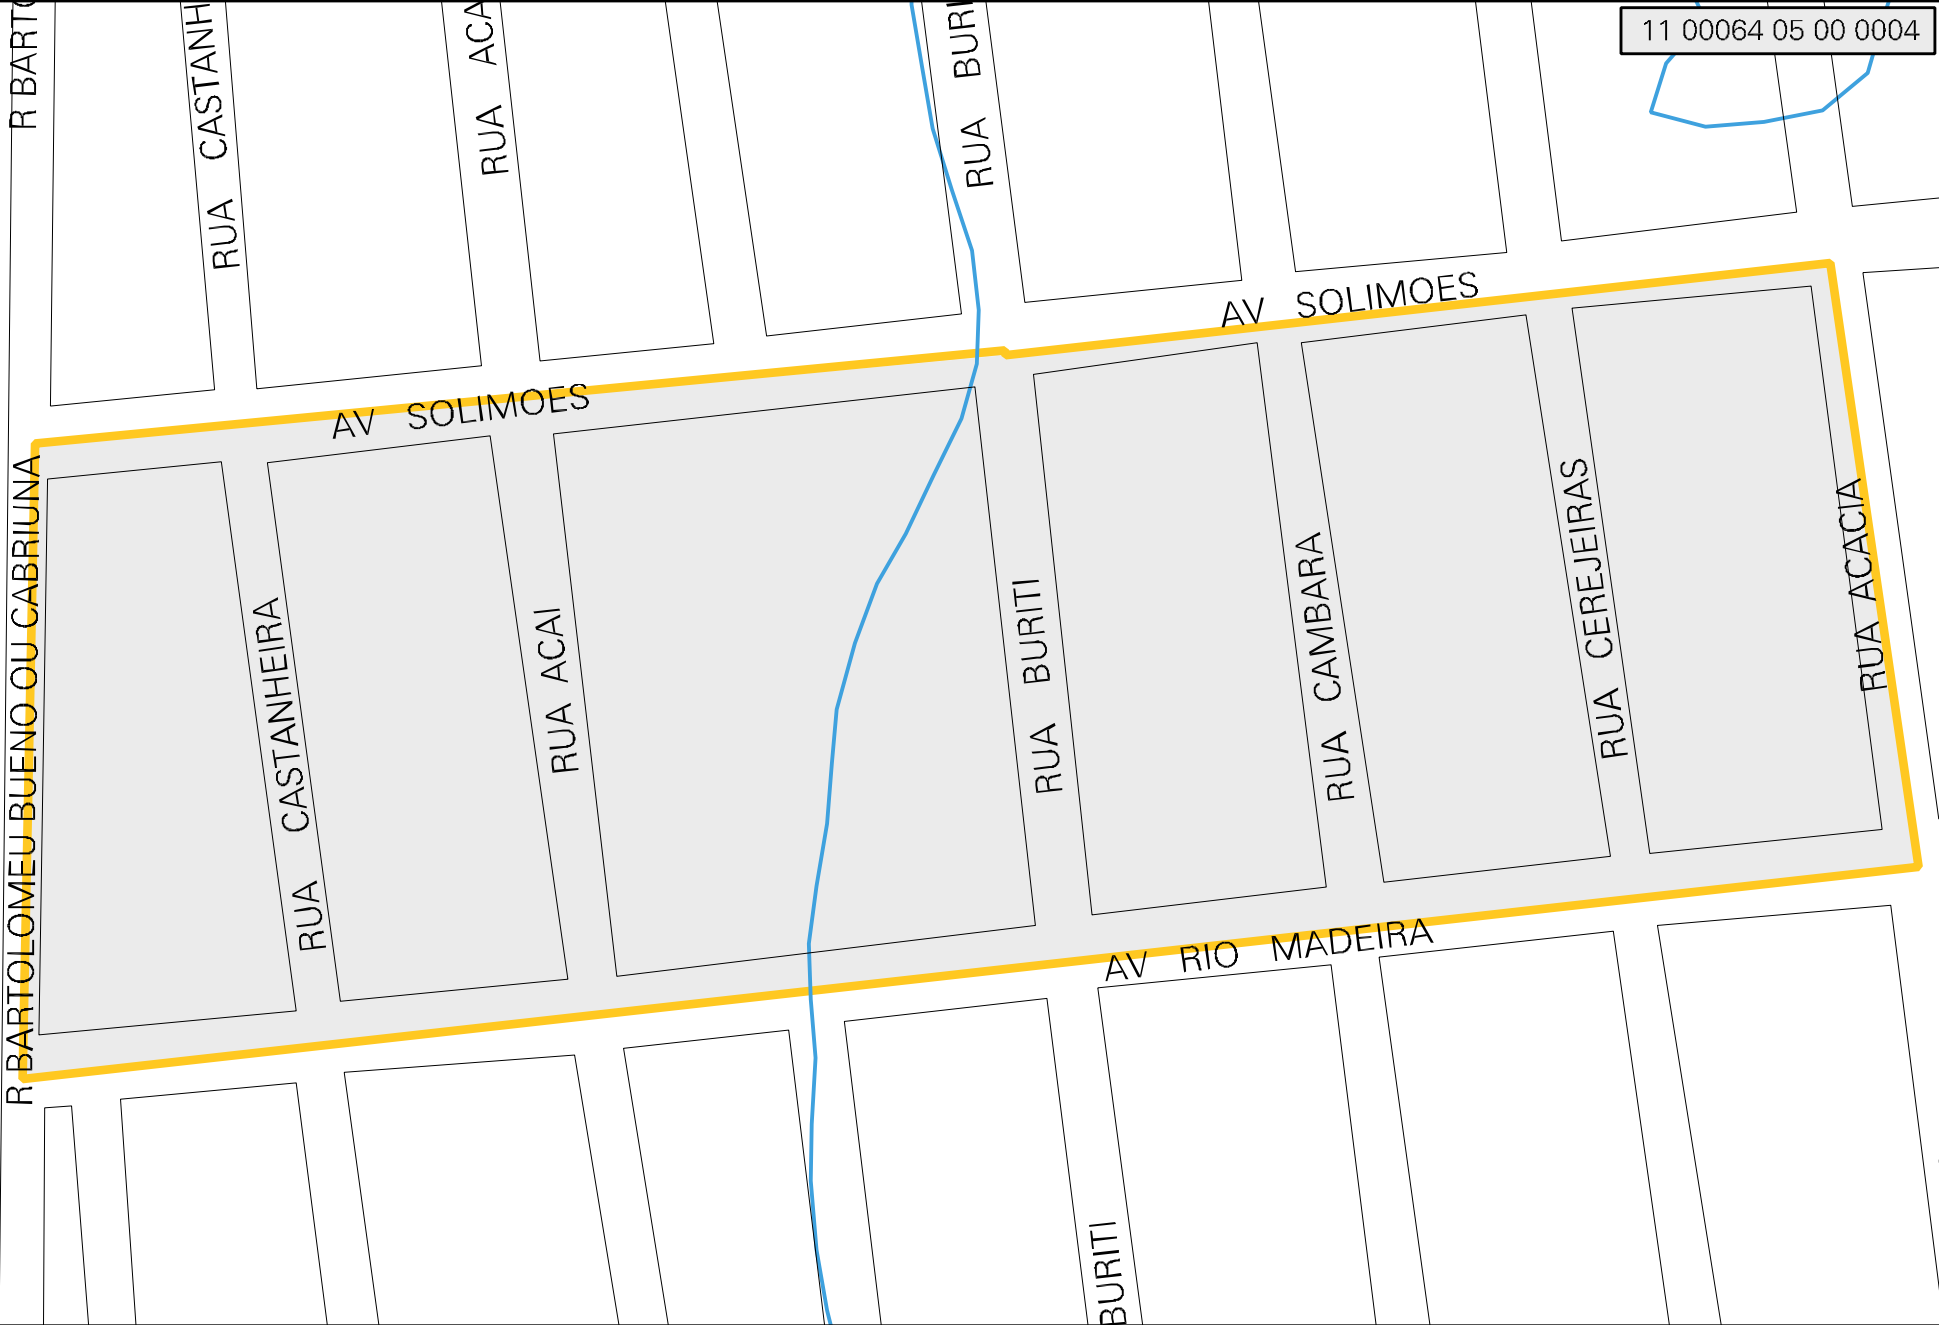 11 00064 05 00 0004
R BARTO
RUA CASTANH
RUA ACA
RUA BURI
AV SOLIMOES
AV SOLIMOES
R BARTOLOMEU BUENO OU CABRIUNA
RUA CASTANHEIRA
RUA ACAI
RUA BURITI
RUA CAMBARA
RUA CEREJEIRAS
RUA ACACIA
AV RIO MADEIRA
BURITI